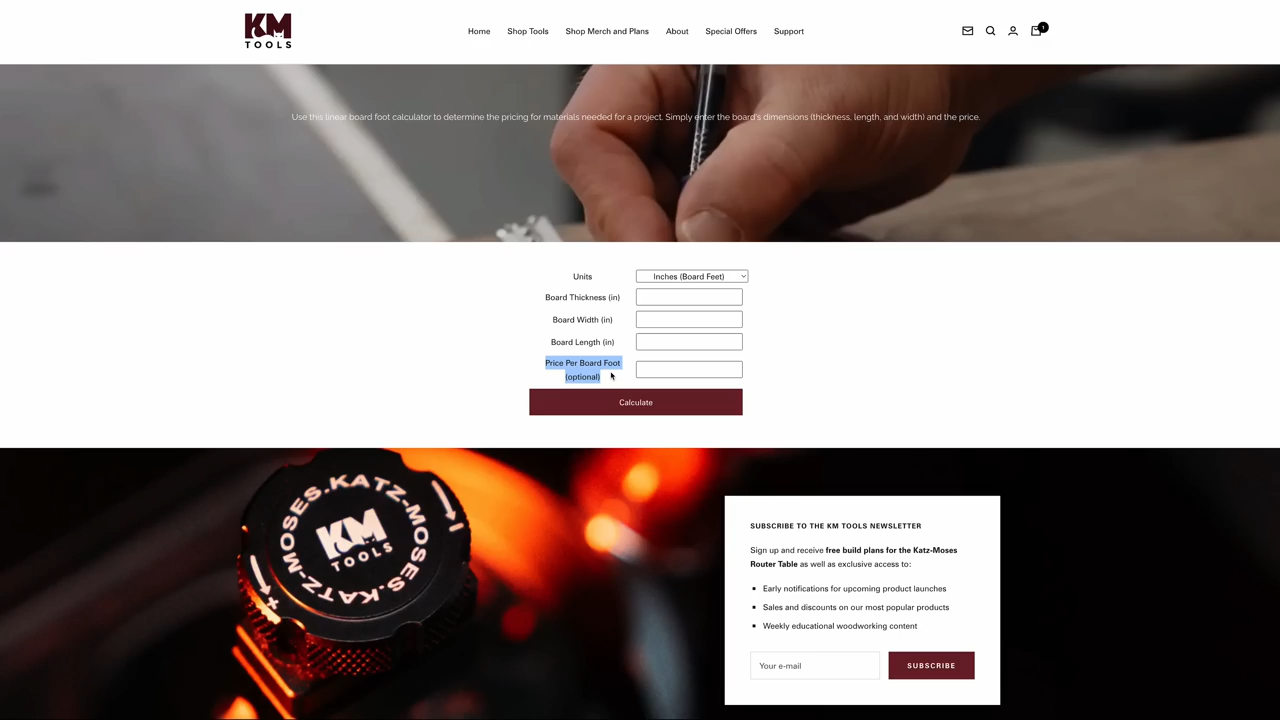 KM
TOOLS
Home Shop Tools Shop Merch and Plans About Special Offers Support
1
Use this linear board foot calculator to determine the pricing for materials needed for a project. Simply enter the board's dimensions (thickness, length, and width) and the price.
Units Inches (Board Feet)
Board Thickness (in)
Board Width (in)
Board Length (in)
Price Per Board Foot
(optional)
Calculate
KATZ-MOSES.KATZ-MOSES.
KM
TOOLS
SUBSCRIBE TO THE KM TOOLS NEWSLETTER
Sign up and receive free build plans for the Katz-Moses
Router Table as well as exclusive access to:
Early notifications for upcoming product launches
Sales and discounts on our most popular products
Weekly educational woodworking content
Your e-mail SUBSCRIBE